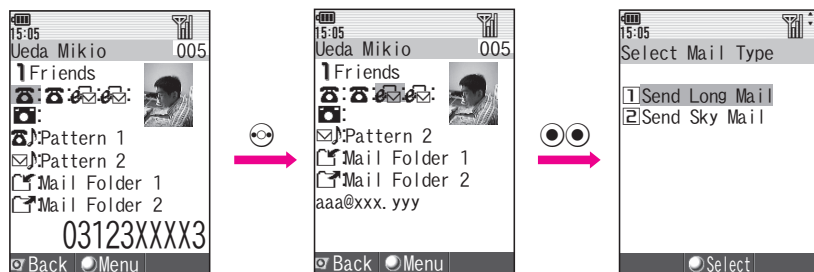 15:05
Ueda Mikio 005
1 Friends
Pattern 1
Pattern 2
Mail Folder 1
Mail Folder 2
03123XXXX3
Back Menu
15:05
Ueda Mikio 005
1 Friends
Pattern 2
Mail Folder 1
Mail Folder 2
aaa@xxx.yyy
Back Menu
15:05
Select Mail Type
1 Send Long Mail
2 Send Sky Mail
Select